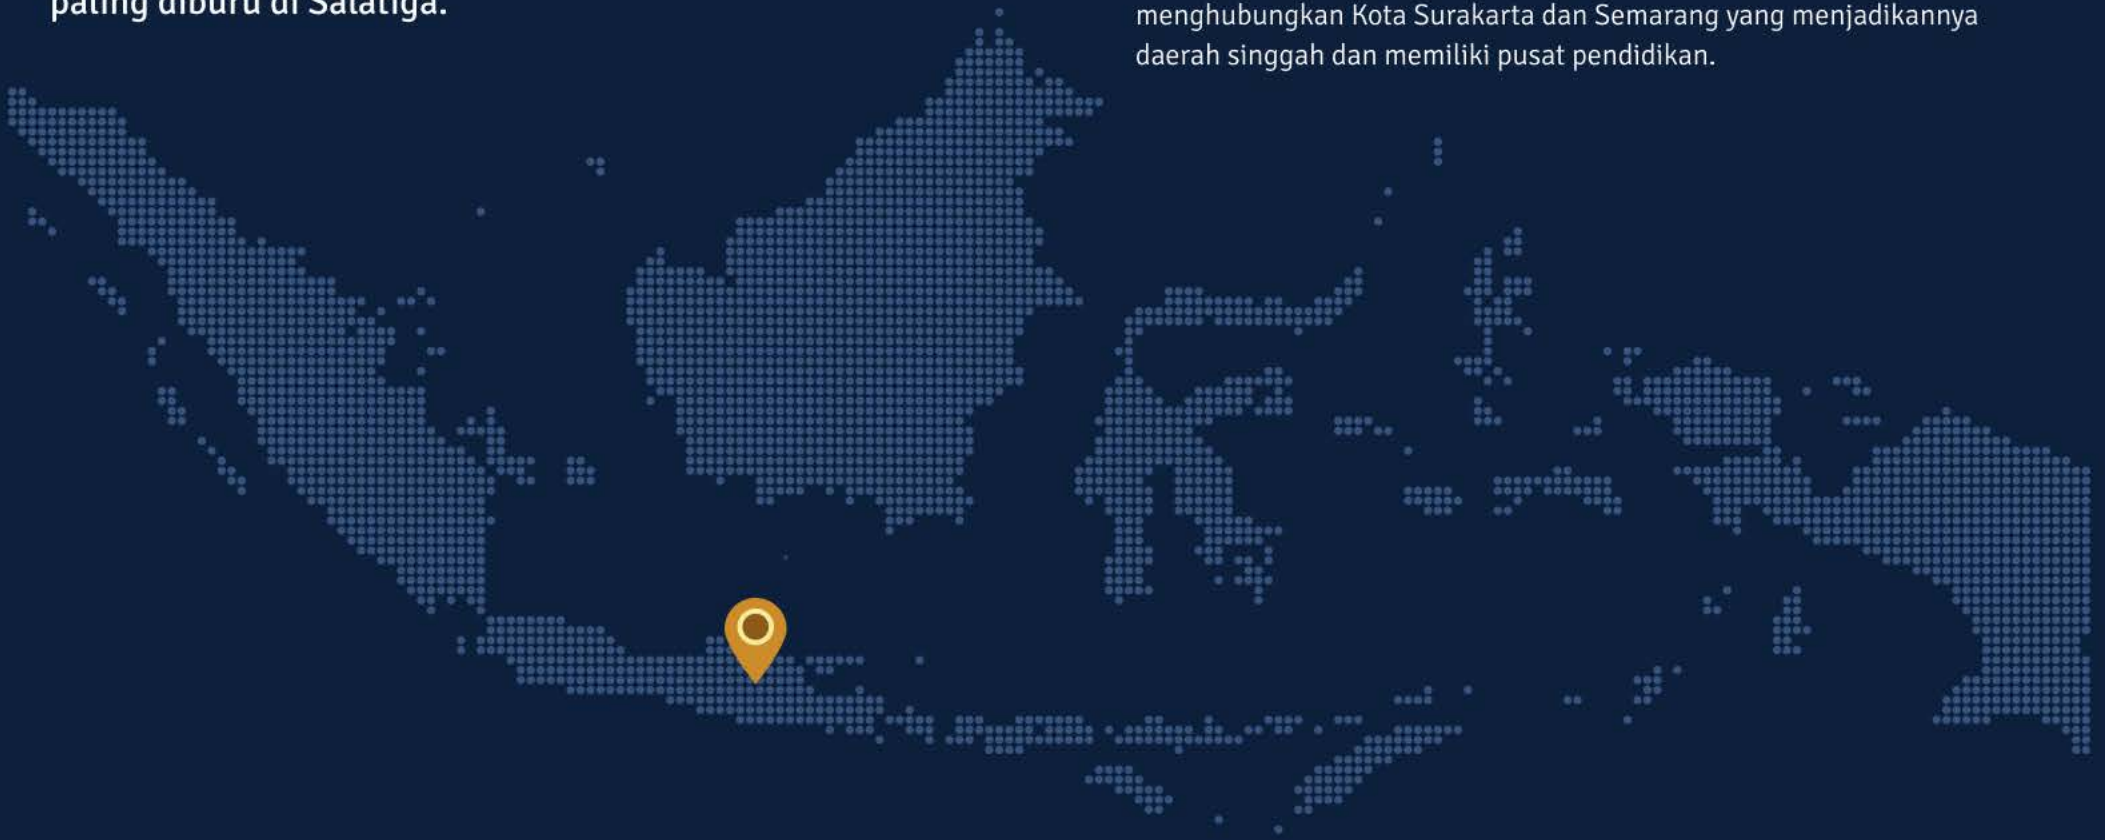 paling diburu di Salatiga.
menghubungkan Kota Surakarta dan Semarang yang menjadikannya
daerah singgah dan memiliki pusat pendidikan.